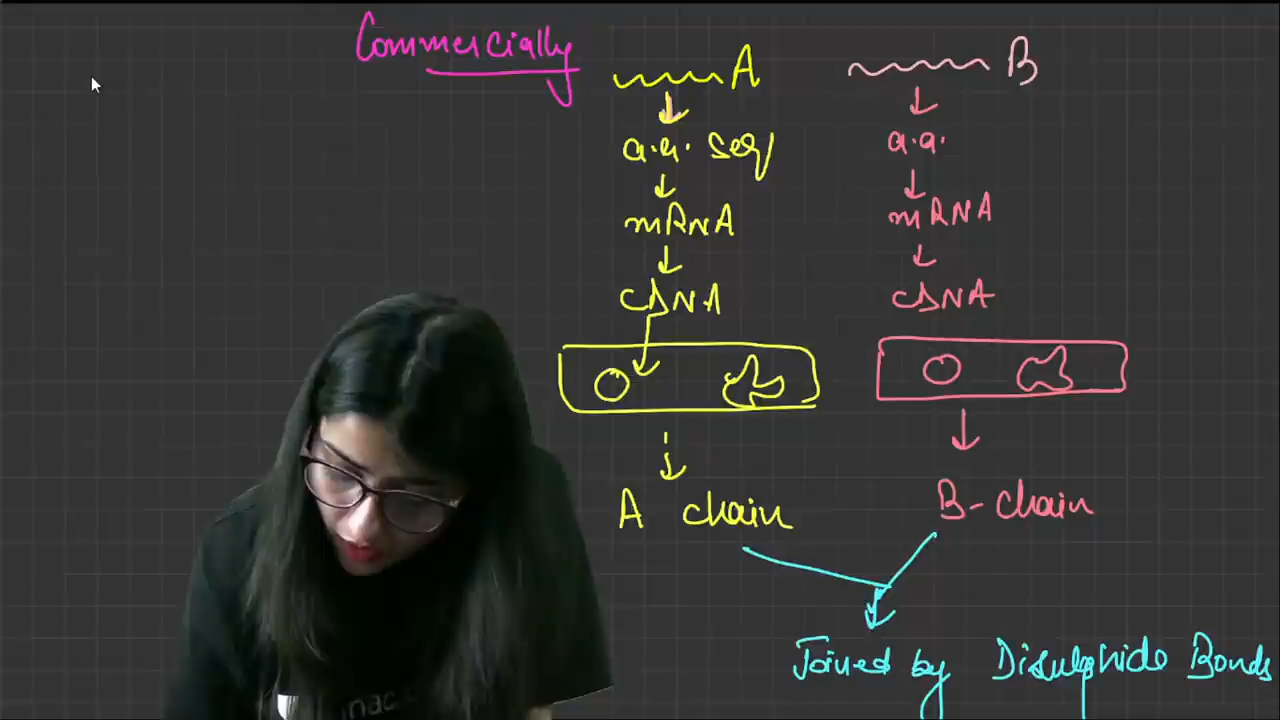 Commercially
A
a.a. seq
mRNA
cDNA
A chain
B
a.a.
mRNA
cDNA
B-chain
Joined by Disulphide Bonds